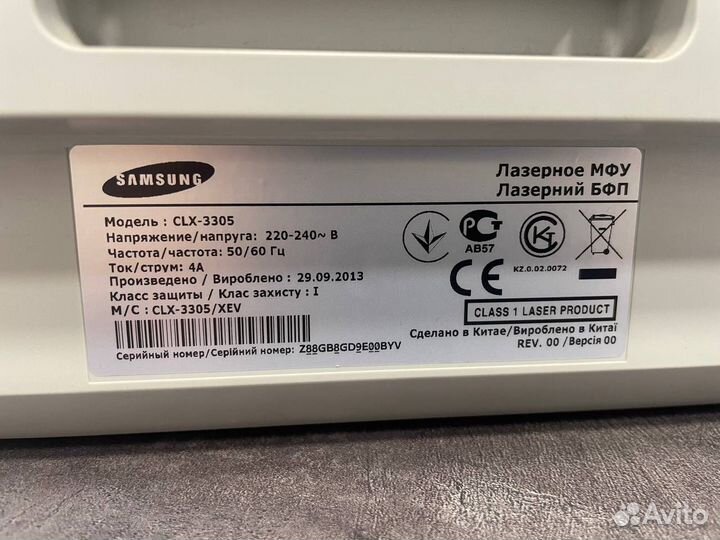 SAMSUNG
Лазерное МФУ
Лазерний БФП
Модель : CLX-3305
Напряжение/напруга: 220-240~ В
Частота/частота: 50/60 Гц
Ток/струм: 4А
Произведено / Вироблено : 29.09.2013
Класс защиты / Клас захисту : I
M/C : CLX-3305/XEV
Серийный номер/Серійний номер: Z88GB8GD9E00BYV
РСТ
АВ57
КТ
KZ.0.02.0072
CE
CLASS 1 LASER PRODUCT
Сделано в Китае/Вироблено в Китаї
REV. 00 /Версія 00
Avito